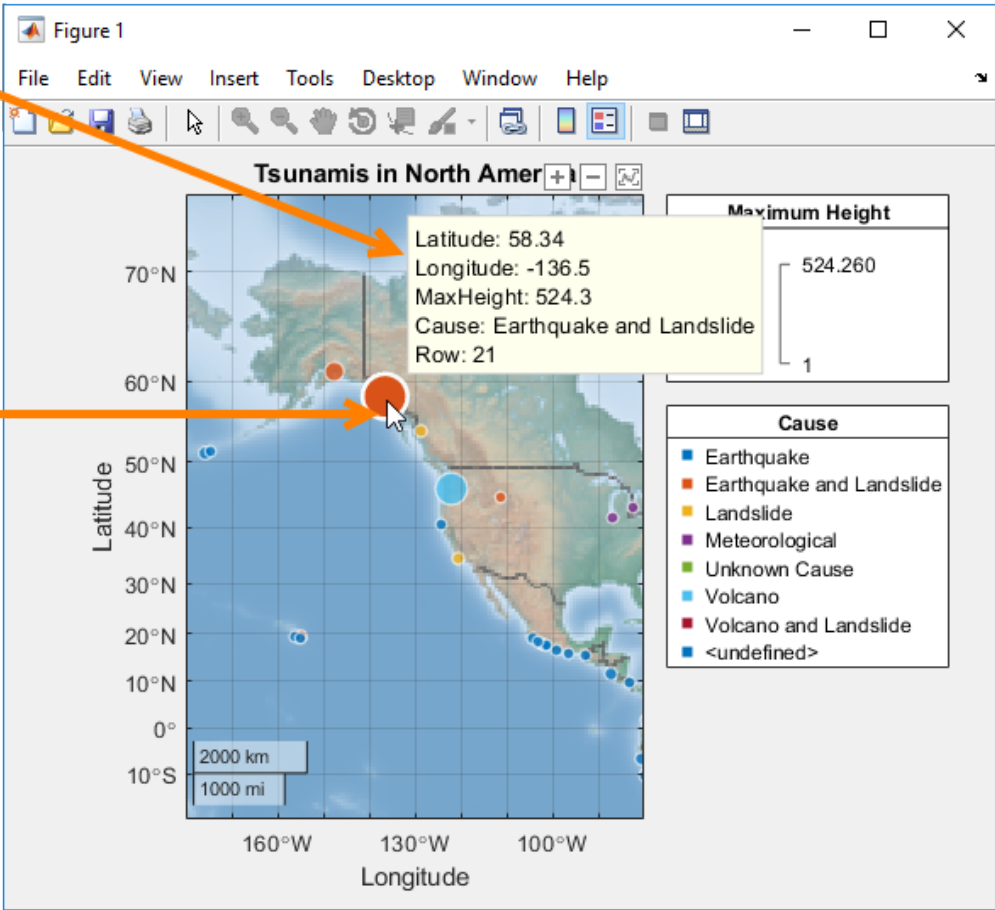 Figure 1
File Edit View Insert Tools Desktop Window Help
Tsunamis in North Amer a
Latitude: 58.34
Longitude: -136.5
MaxHeight: 524.3
Cause: Earthquake and Landslide
Row: 21
Maximum Height
524.260
1
Cause
Earthquake
Earthquake and Landslide
Landslide
Meteorological
Unknown Cause
Volcano
Volcano and Landslide
<undefined>
Latitude
70°N
60°N
50°N
40°N
30°N
20°N
10°N
0°
10°S
2000 km
1000 mi
160°W 130°W 100°W
Longitude